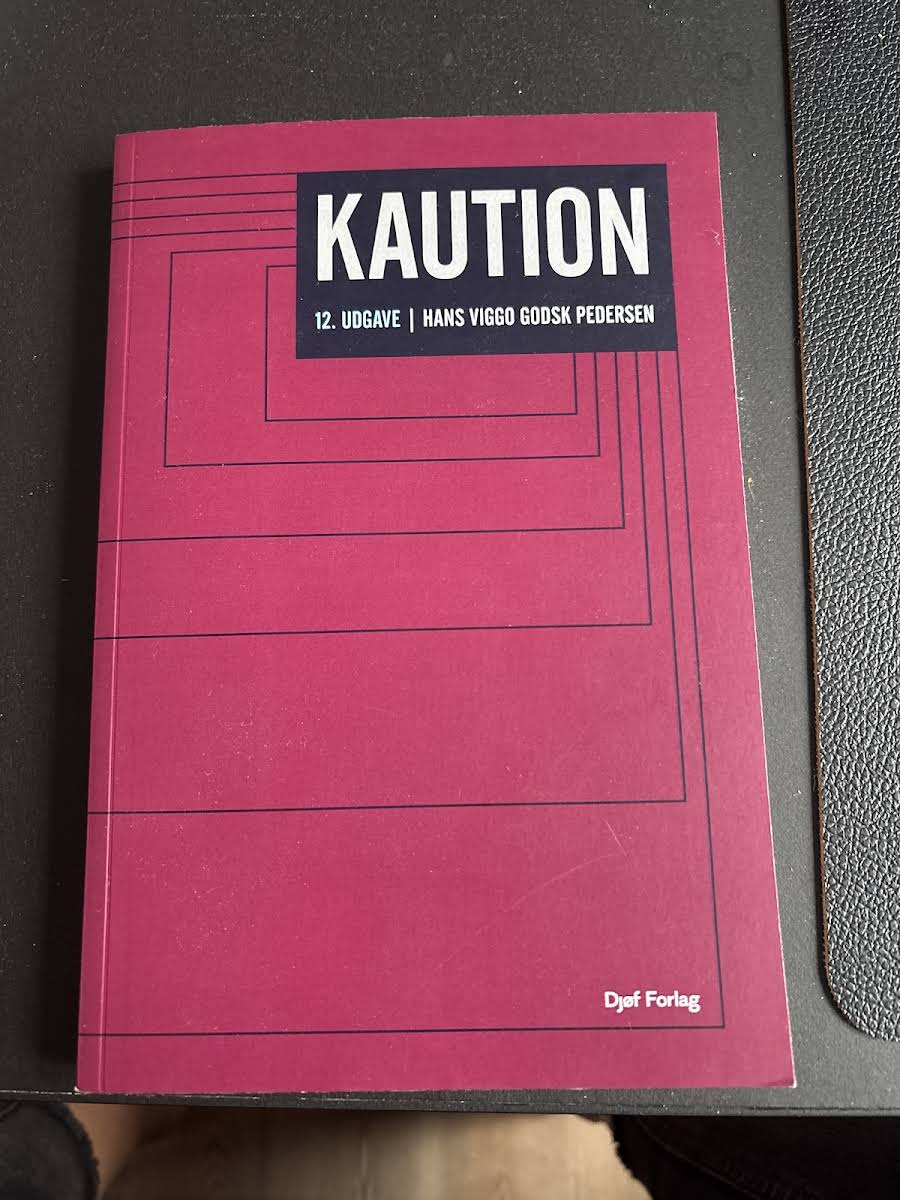 KAUTION
12. UDGAVE | HANS VIGGO GODSK PEDERSEN
Djøf Forlag